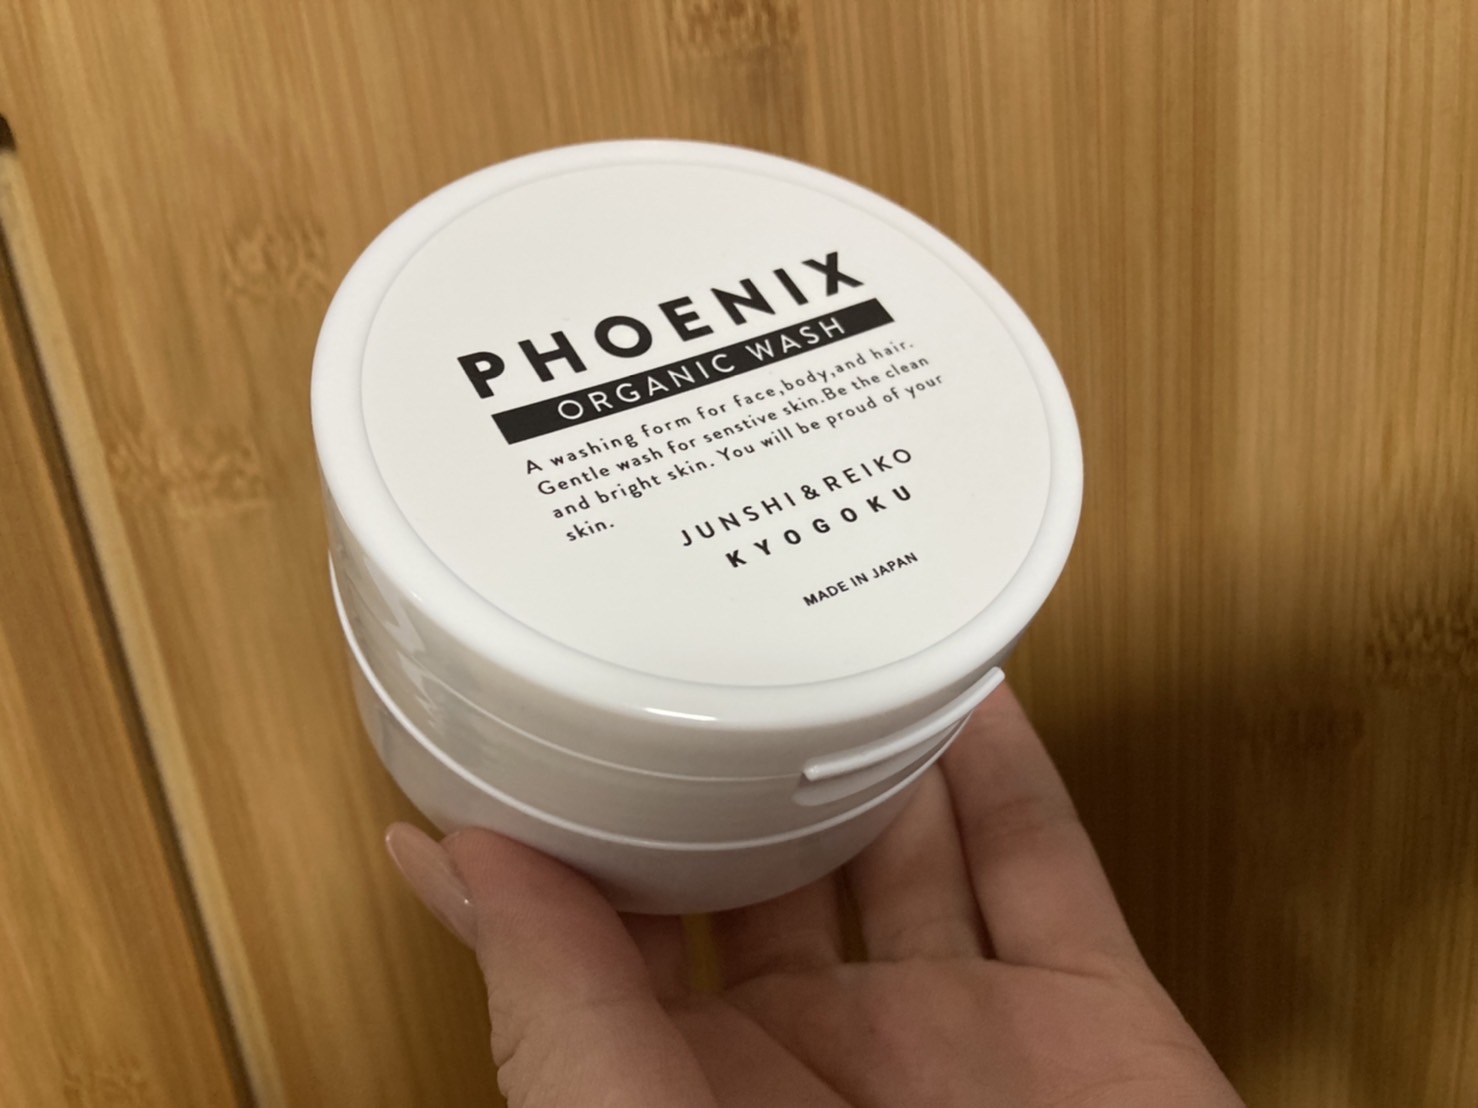 PHOENIX
ORGANIC WASH
A washing form for face,body,and hair.
Gentle wash for senstive skin.Be the clean
and bright skin. You will be proud of your
skin.
JUNSHI&REIKO
KYOGOKU
MADE IN JAPAN